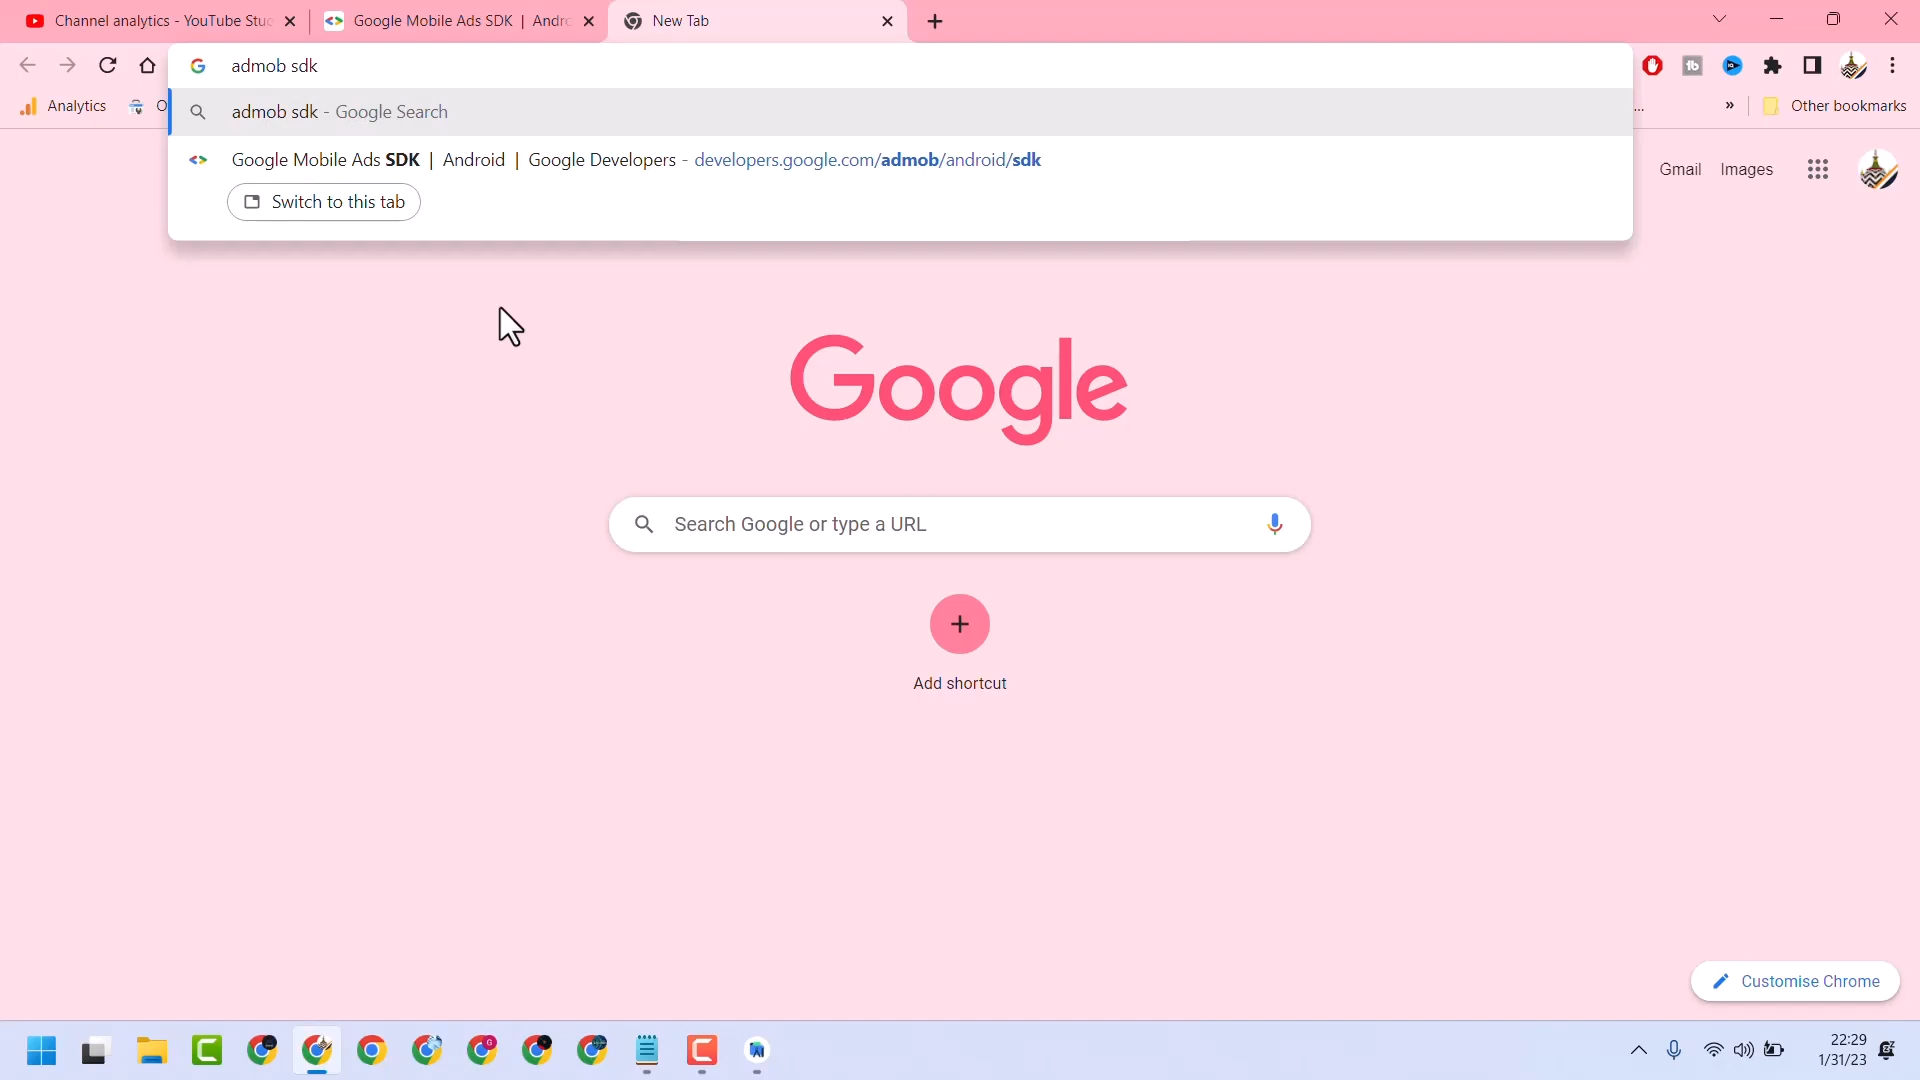 Channel analytics - YouTube Stu
Google Mobile Ads SDK | Andro
New Tab
admob sdk
Analytics
O
admob sdk - Google Search
...
»
Other bookmarks
Google Mobile Ads SDK | Android | Google Developers - developers.google.com/admob/android/sdk
Switch to this tab
Gmail
Images
Google
Search Google or type a URL
Add shortcut
Customise Chrome
22:29
1/31/23